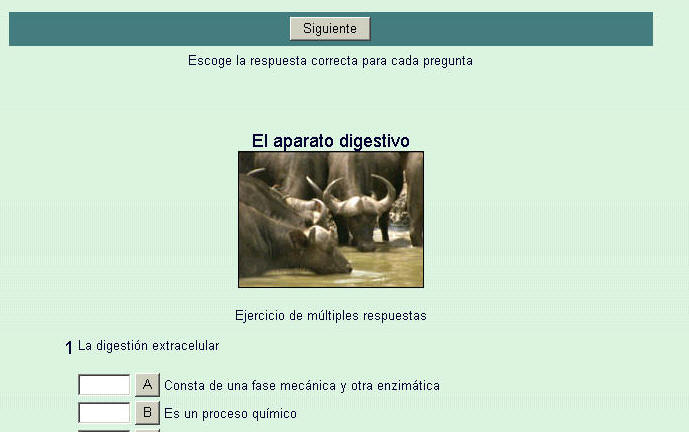 Siguiente
Escoge la respuesta correcta para cada pregunta
El aparato digestivo
Ejercicio de múltiples respuestas
1 La digestión extracelular
A Consta de una fase mecánica y otra enzimática
B Es un proceso químico